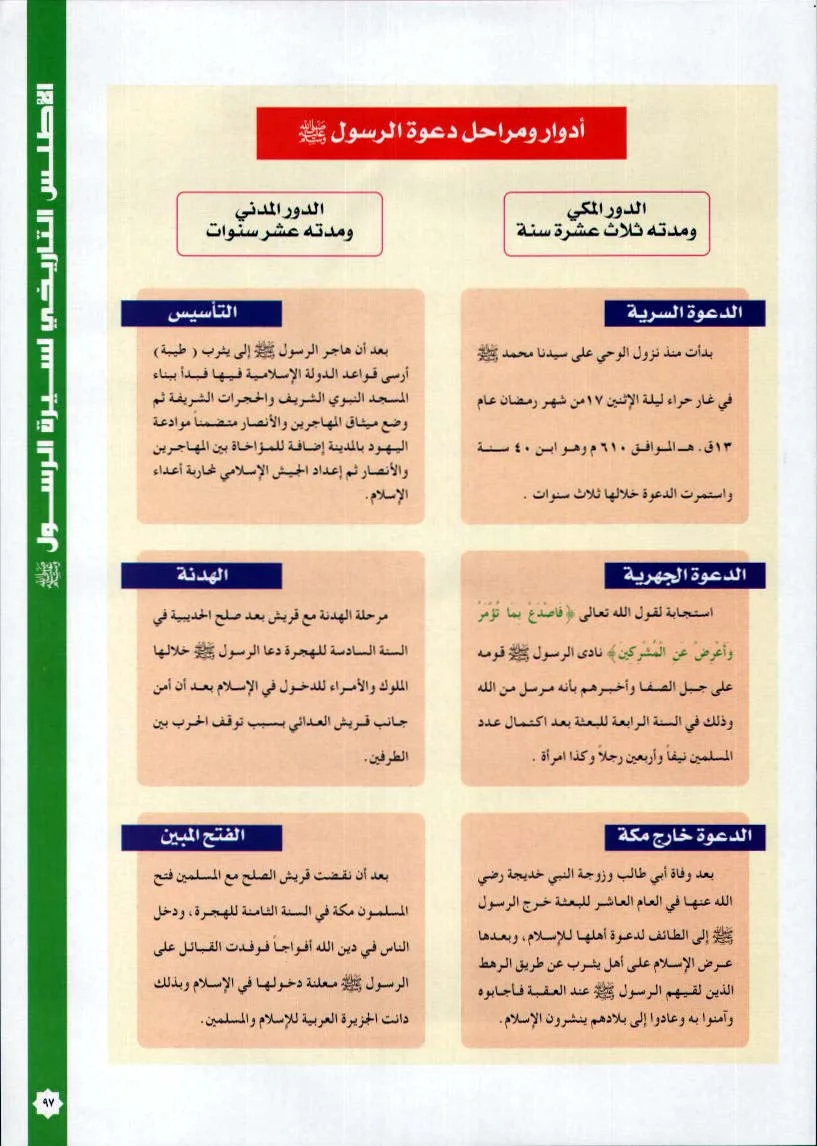 أدوار ومراحل دعوة الرسول ﷺ
الدور المكي
ومدته ثلاث عشرة سنة
الدعوة السرية
بدأت منذ نزول الوحي على سيدنا محمد ﷺ
في غار حراء ليلة الإثنين ١٧ من شهر رمضان عام
١٣ق. هـ الموافق ٦١٠ م وهو ابن ٤٠ سنة
واستمرت الدعوة خلالها ثلاث سنوات .
الدعوة الجهرية
استجابة لقول الله تعالى ﴿فَاصْدَعْ بِمَا تُؤْمَرُ
وَأَعْرِضْ عَنِ الْمُشْرِكِينَ﴾ نادى الرسول ﷺ قومه
على جبل الصفا وأخبرهم بأنه مرسل من الله
وذلك في السنة الرابعة للبعثة بعد اكتمال عدد
المسلمين نيفاً وأربعين رجلاً وكذا امرأة .
الدعوة خارج مكة
بعد وفاة أبي طالب وزوجة النبي خديجة رضي
الله عنها في العام العاشر للبعثة خرج الرسول
ﷺ إلى الطائف لدعوة أهلها للإسلام، وبعدها
عرض الإسلام على أهل يثرب عن طريق الرهط
الذين لقيهم الرسول ﷺ عند العقبة فأجابوه
وآمنوا به وعادوا إلى بلادهم ينشرون الإسلام.
الدور المدني
ومدته عشر سنوات
التأسيس
بعد أن هاجر الرسول ﷺ إلى يثرب ( طيبة )
أرسى قواعد الدولة الإسلامية فيها فبدأ ببناء
المسجد النبوي الشريف والحجرات الشريفة ثم
وضع ميثاق المهاجرين والأنصار متضمناً موادعة
اليهود بالمدينة إضافة للمؤاخاة بين المهاجرين
والأنصار ثم إعداد الجيش الإسلامي لمحاربة أعداء
الإسلام.
الهدنة
مرحلة الهدنة مع قريش بعد صلح الحديبية في
السنة السادسة للهجرة دعا الرسول ﷺ خلالها
الملوك والأمراء للدخول في الإسلام بعد أن أمن
جانب قريش العدائي بسبب توقف الحرب بين
الطرفين.
الفتح المبين
بعد أن نقضت قريش الصلح مع المسلمين فتح
المسلمون مكة في السنة الثامنة للهجرة، ودخل
الناس في دين الله أفواجاً فوفدت القبائل على
الرسول ﷺ معلنة دخولها في الإسلام وبذلك
دانت الجزيرة العربية للإسلام والمسلمين.
الأطلس التاريخي لسيرة الرسول ﷺ
٩٧